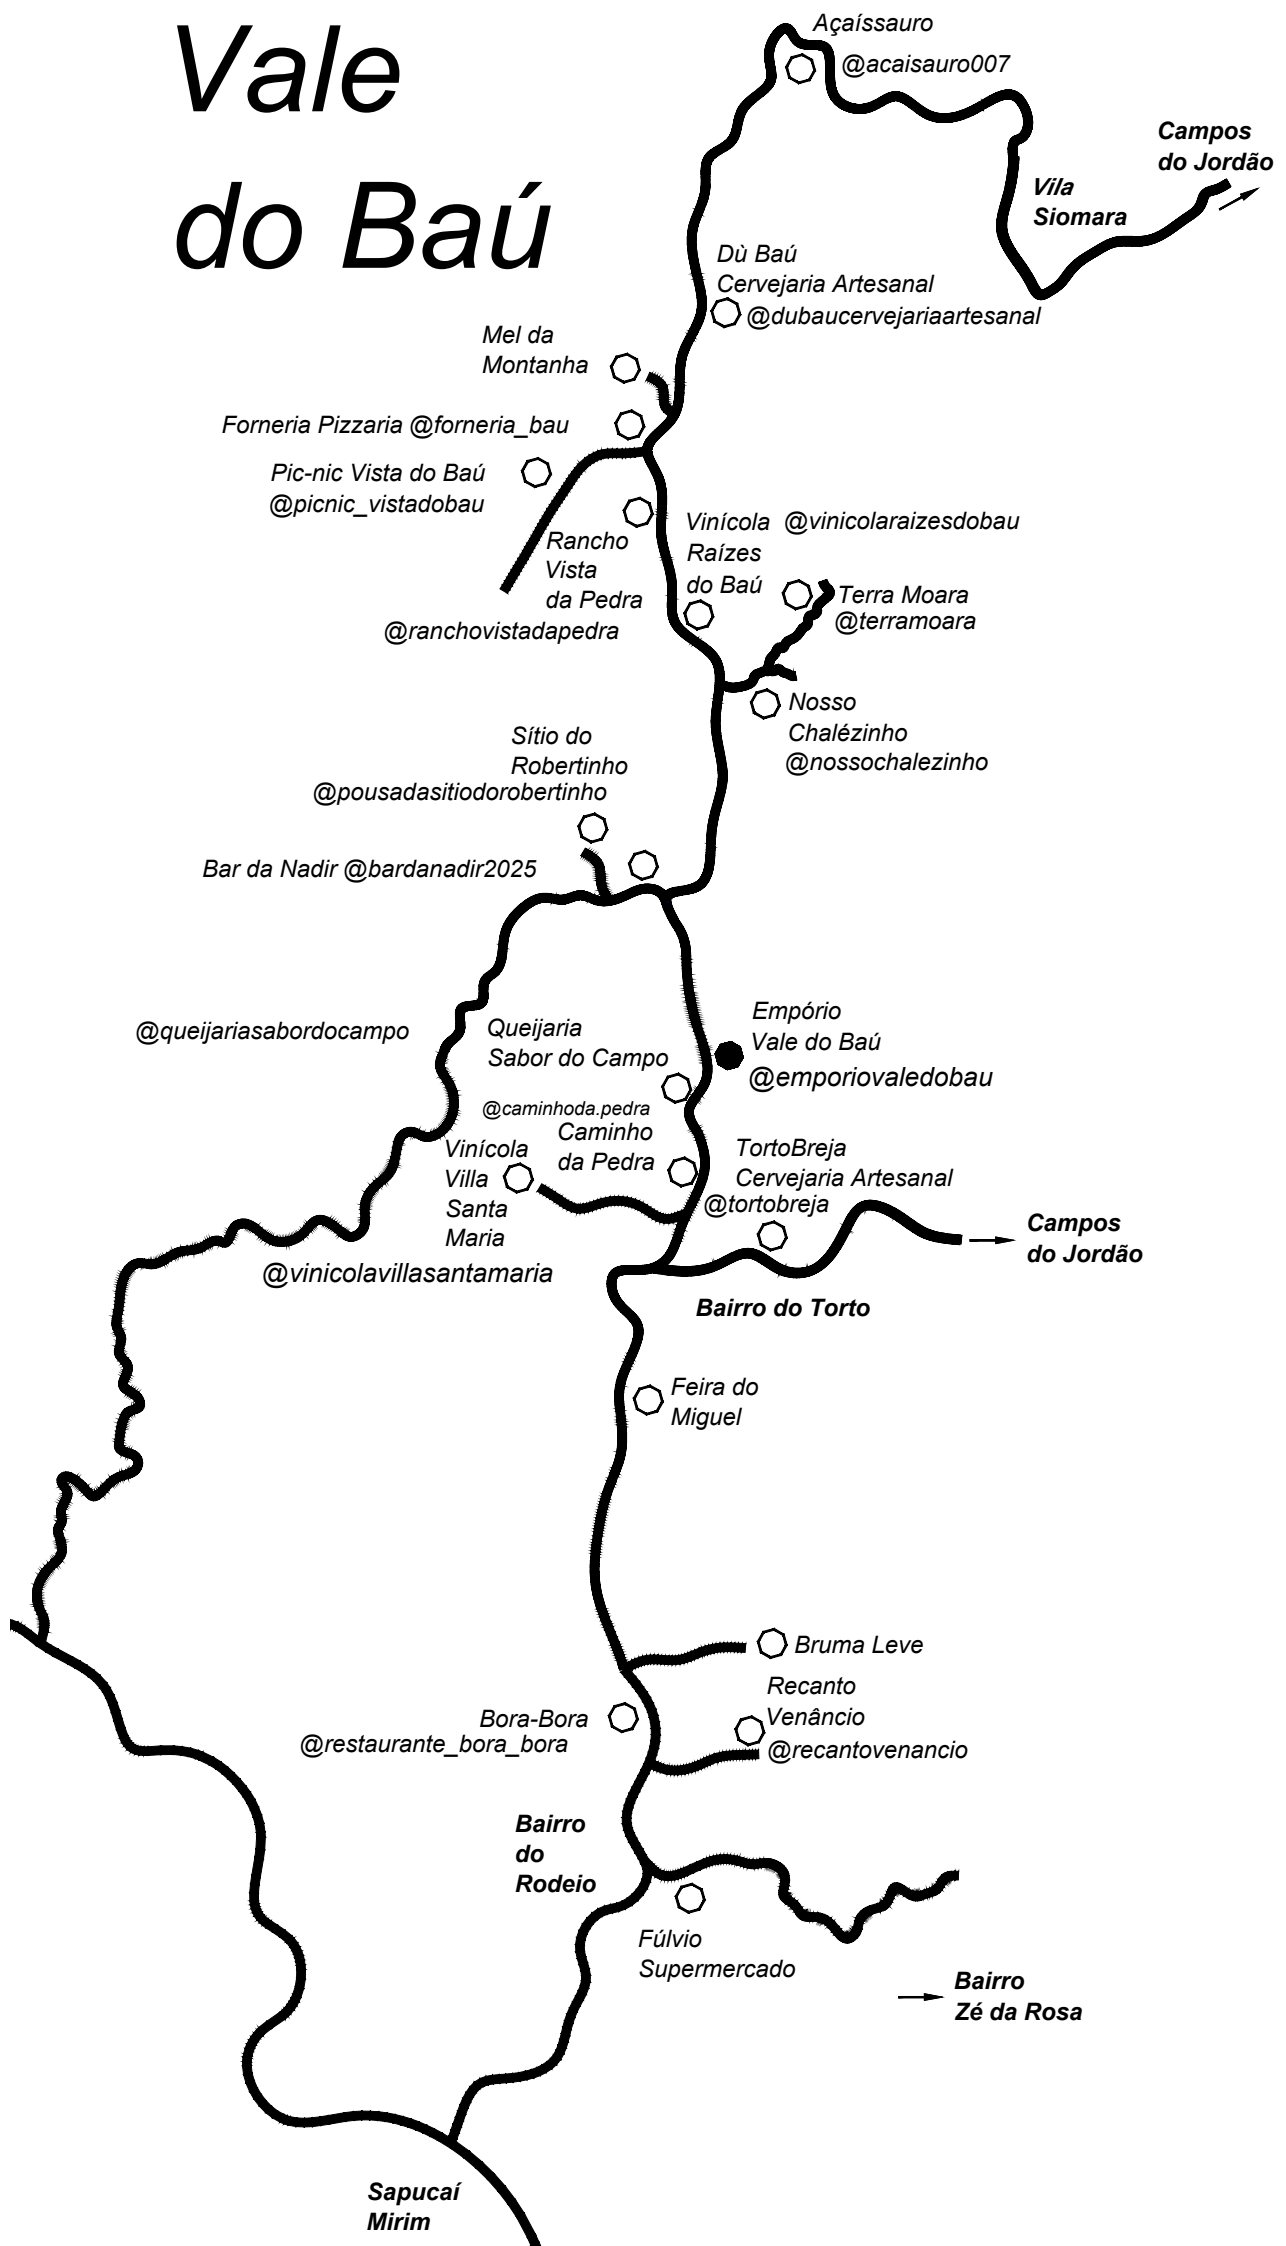 Vale
do Baú
Açaíssauro
@acaisauro007
Campos
do Jordão
Vila
Siomara
Dù Baú
Cervejaria Artesanal
@dubaucervejariaartesanal
Mel da
Montanha
Forneria Pizzaria @forneria_bau
Pic-nic Vista do Baú
@picnic_vistadobau
Rancho
Vista
da Pedra
@ranchovistadapedra
Vinícola @vinicolaraizesdobau
Raízes
do Baú
Terra Moara
@terramoara
Nosso
Chalézinho
@nossochalezinho
Sítio do
Robertinho
@pousadasitiodorobertinho
Bar da Nadir @bardanadir2025
Empório
Vale do Baú
@emporiovaledobau
@queijariasabordocampo
Queijaria
Sabor do Campo
@caminhoda.pedra
Caminho
da Pedra
Vinícola
Villa
Santa
Maria
@vinicolavillasantamaria
TortoBreja
Cervejaria Artesanal
@tortobreja
Campos
do Jordão
Bairro do Torto
Feira do
Miguel
Bruma Leve
Recanto
Venâncio
@recantovenancio
Bora-Bora
@restaurante_bora_bora
Bairro
do
Rodeio
Fúlvio
Supermercado
Bairro
Zé da Rosa
Sapucaí
Mirim